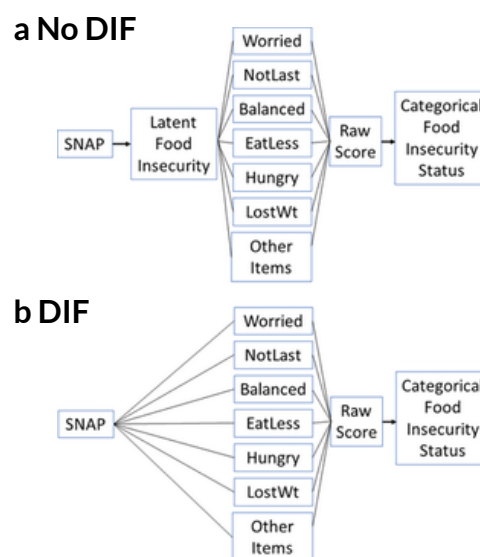 a No DIF
SNAP
Latent
Food
Insecurity
Worried
NotLast
Balanced
EatLess
Hungry
LostWt
Other
Items
Raw
Score
Categorical
Food
Insecurity
Status
b DIF
SNAP
Worried
NotLast
Balanced
EatLess
Hungry
LostWt
Other
Items
Raw
Score
Categorical
Food
Insecurity
Status